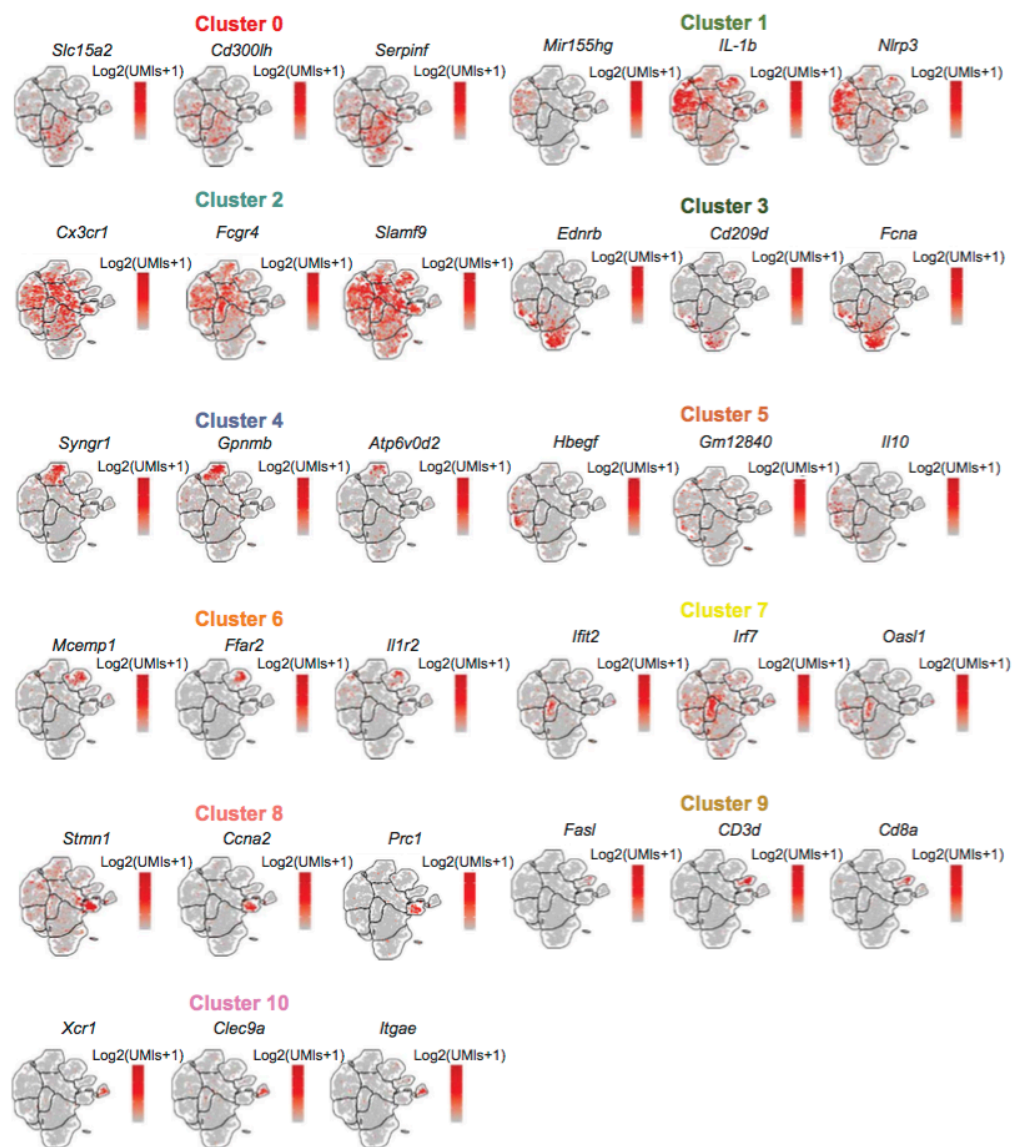 Cluster 0
Slc15a2 Cd300lh Serpinf
Log2(UMIs+1) Log2(UMIs+1) Log2(UMIs+1)
Cluster 1
Mir155hg IL-1b Nlrp3
Log2(UMIs+1) Log2(UMIs+1) Log2(UMIs+1)
Cluster 2
Cx3cr1 Fcgr4 Slamf9
Log2(UMIs+1) Log2(UMIs+1) Log2(UMIs+1)
Cluster 3
Ednrb Cd209d Fcna
Log2(UMIs+1) Log2(UMIs+1) Log2(UMIs+1)
Cluster 4
Syngr1 Gpnmb Atp6v0d2
Log2(UMIs+1) Log2(UMIs+1) Log2(UMIs+1)
Cluster 5
Hbegf Gm12840 Il10
Log2(UMIs+1) Log2(UMIs+1) Log2(UMIs+1)
Cluster 6
Mcemp1 Ffar2 Il1r2
Log2(UMIs+1) Log2(UMIs+1) Log2(UMIs+1)
Cluster 7
Ifit2 Irf7 Oasl1
Log2(UMIs+1) Log2(UMIs+1) Log2(UMIs+1)
Cluster 8
Stmn1 Ccna2 Prc1
Log2(UMIs+1) Log2(UMIs+1) Log2(UMIs+1)
Cluster 9
Fasl CD3d Cd8a
Log2(UMIs+1) Log2(UMIs+1) Log2(UMIs+1)
Cluster 10
Xcr1 Clec9a Itgae
Log2(UMIs+1) Log2(UMIs+1) Log2(UMIs+1)